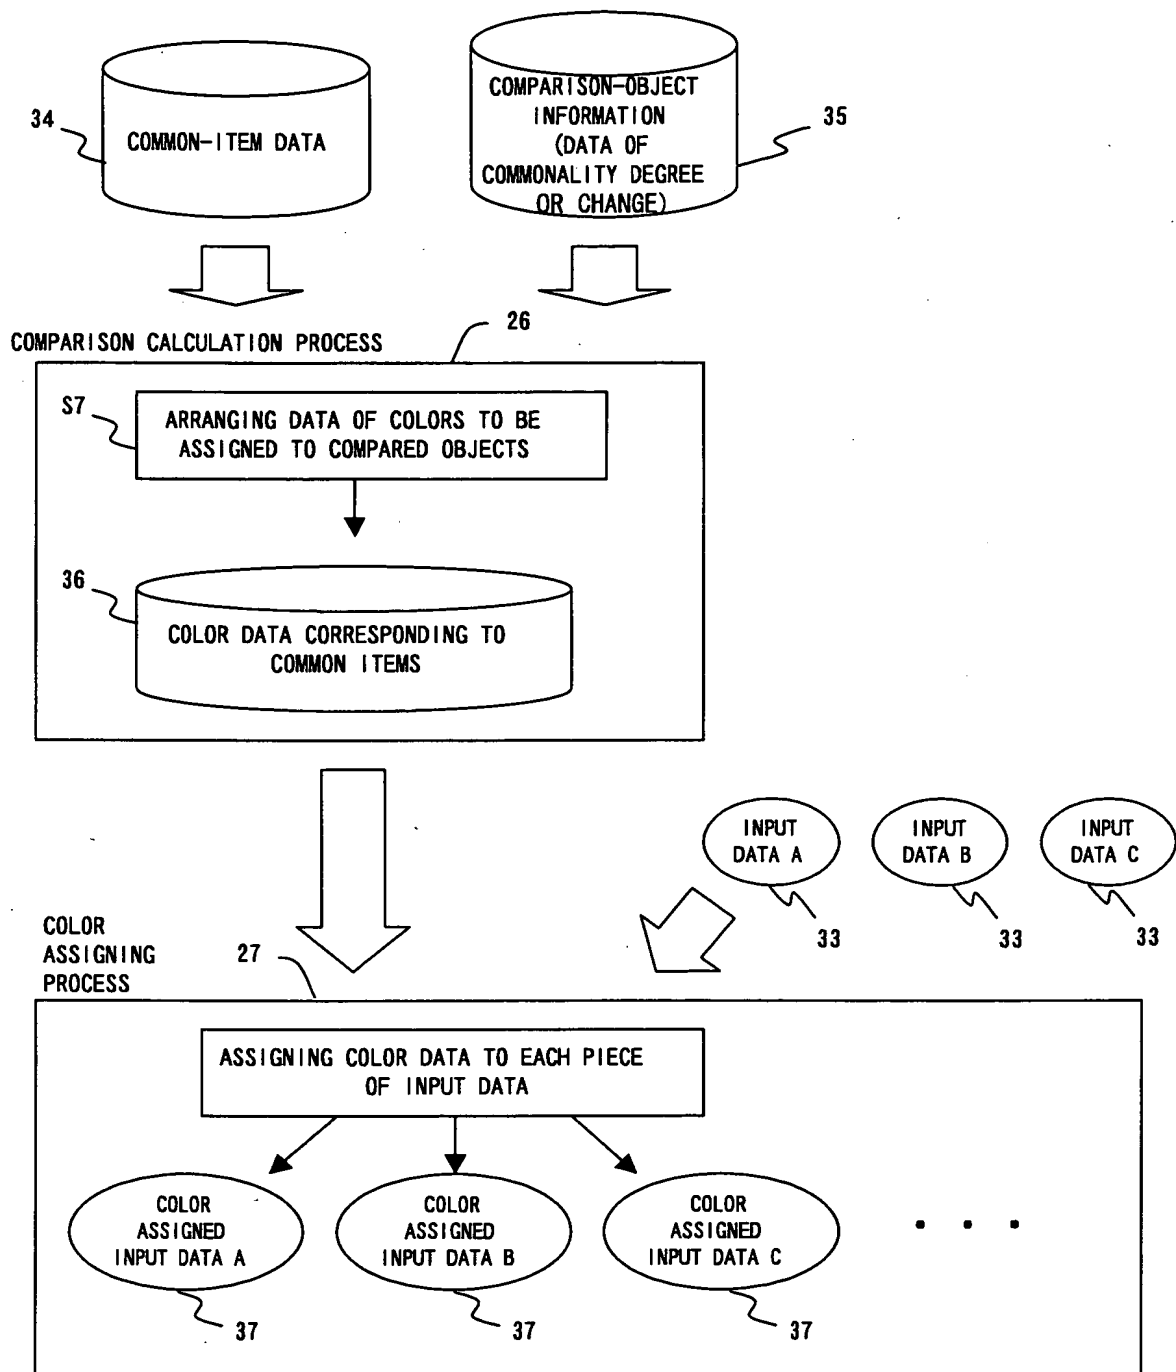 34
COMMON-ITEM DATA
COMPARISON-OBJECT
INFORMATION
(DATA OF
COMMONALITY DEGREE
OR CHANGE)
35
COMPARISON CALCULATION PROCESS
26
S7
ARRANGING DATA OF COLORS TO BE
ASSIGNED TO COMPARED OBJECTS
36
COLOR DATA CORRESPONDING TO
COMMON ITEMS
INPUT
DATA A
INPUT
DATA B
INPUT
DATA C
33
33
33
COLOR
ASSIGNING
PROCESS
27
ASSIGNING COLOR DATA TO EACH PIECE
OF INPUT DATA
COLOR
ASSIGNED
INPUT DATA A
COLOR
ASSIGNED
INPUT DATA B
COLOR
ASSIGNED
INPUT DATA C
• • •
37
37
37